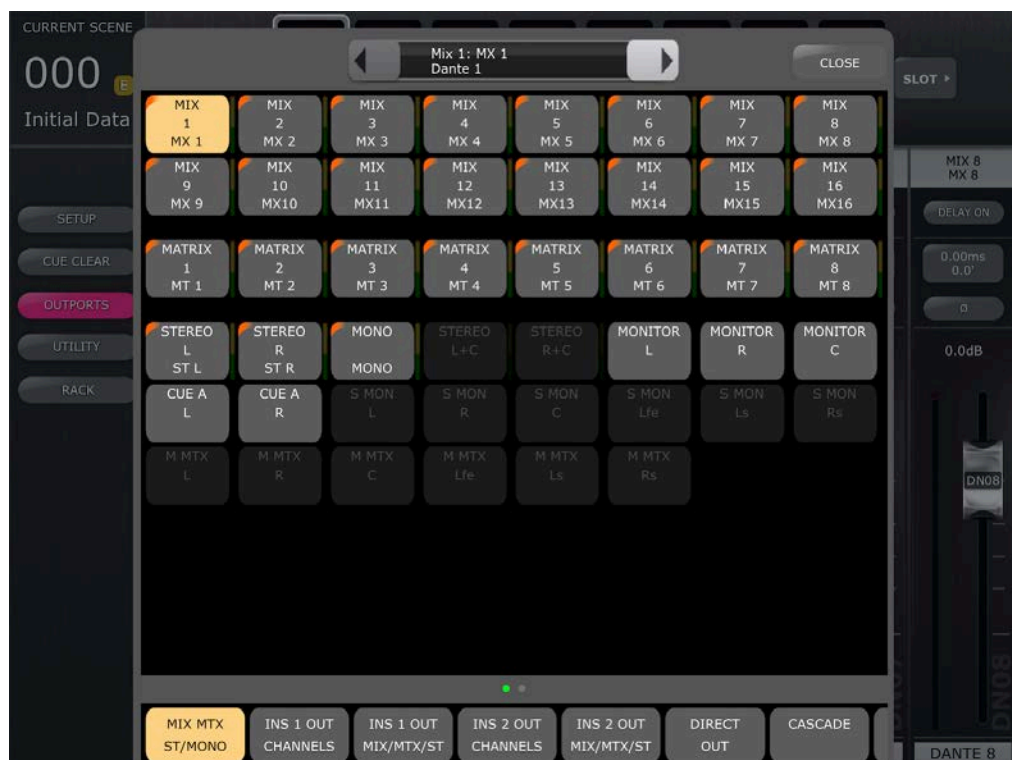 CURRENT SCENE
000 E
Initial Data
Mix 1: MX 1
Dante 1
CLOSE
SLOT
MIX MIX MIX MIX MIX MIX MIX MIX
1 2 3 4 5 6 7 8
MX 1 MX 2 MX 3 MX 4 MX 5 MX 6 MX 7 MX 8
MIX MIX MIX MIX MIX MIX MIX MIX
9 10 11 12 13 14 15 16
MX 9 MX10 MX11 MX12 MX13 MX14 MX15 MX16
MATRIX MATRIX MATRIX MATRIX MATRIX MATRIX MATRIX MATRIX
1 2 3 4 5 6 7 8
MT 1 MT 2 MT 3 MT 4 MT 5 MT 6 MT 7 MT 8
STEREO STEREO MONO STEREO STEREO MONITOR MONITOR MONITOR
L R L+C R+C L R C
ST L ST R MONO
CUE A CUE A S MON S MON S MON S MON S MON S MON
L R L R C Lfe Ls Rs
M MTX M MTX M MTX M MTX M MTX M MTX
L R C Lfe Ls Rs
SETUP
CUE CLEAR
OUTPORTS
UTILITY
RACK
MIX 8
MX 8
DELAY ON
0.00ms
0.0'
Ø
0.0dB
DN08
DN07
DN08
MIX MTX INS 1 OUT INS 1 OUT INS 2 OUT INS 2 OUT DIRECT CASCADE
ST/MONO CHANNELS MIX/MTX/ST CHANNELS MIX/MTX/ST OUT
DANTE 8